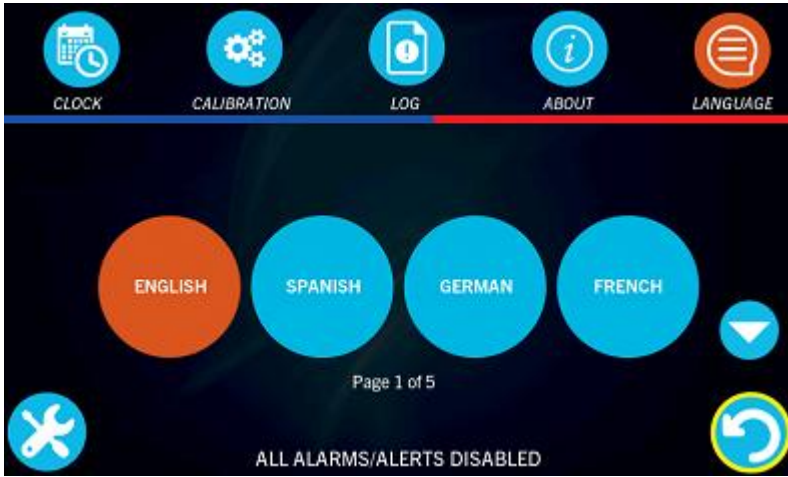 CLOCK CALIBRATION LOG ABOUT LANGUAGE
ENGLISH SPANISH GERMAN FRENCH
Page 1 of 5
ALL ALARMS/ALERTS DISABLED